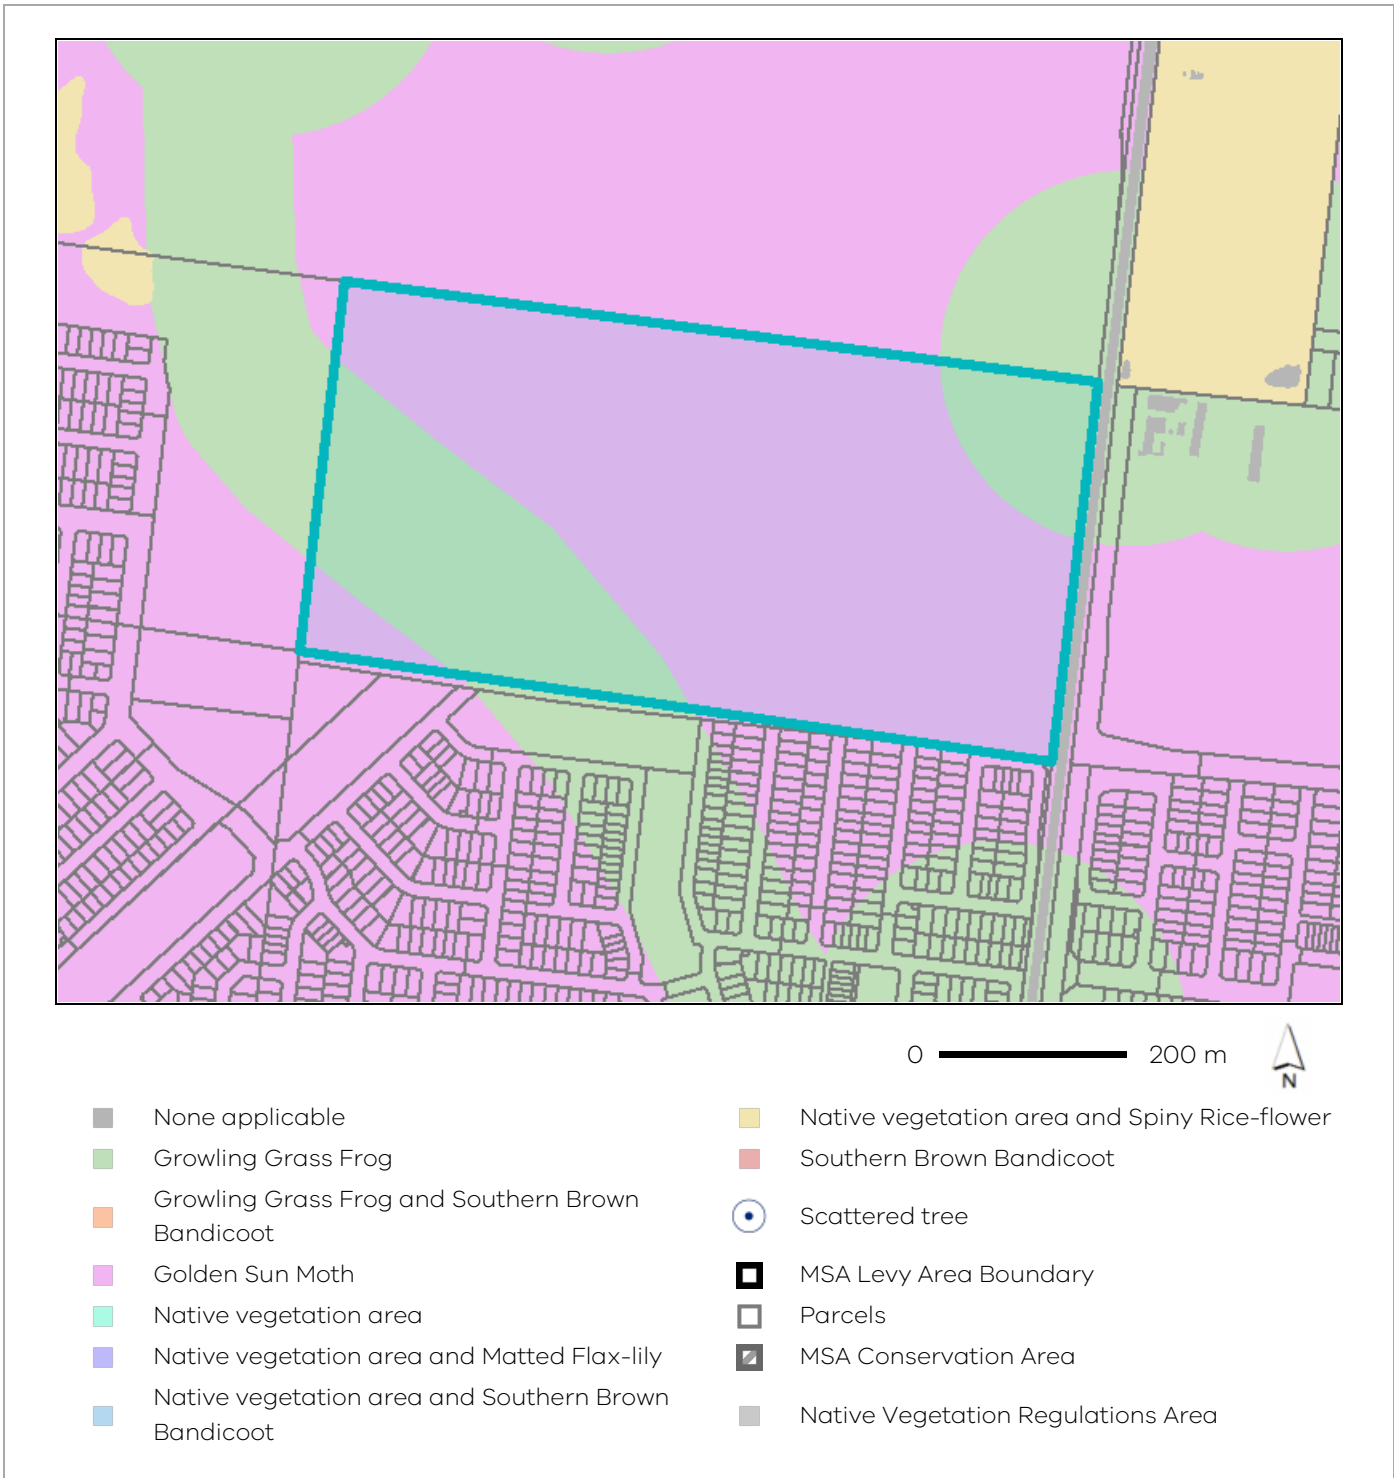 0 200 m
N
None applicable
Growling Grass Frog
Growling Grass Frog and Southern Brown
Bandicoot
Golden Sun Moth
Native vegetation area
Native vegetation area and Matted Flax-lily
Native vegetation area and Southern Brown
Bandicoot
Native vegetation area and Spiny Rice-flower
Southern Brown Bandicoot
Scattered tree
MSA Levy Area Boundary
Parcels
MSA Conservation Area
Native Vegetation Regulations Area